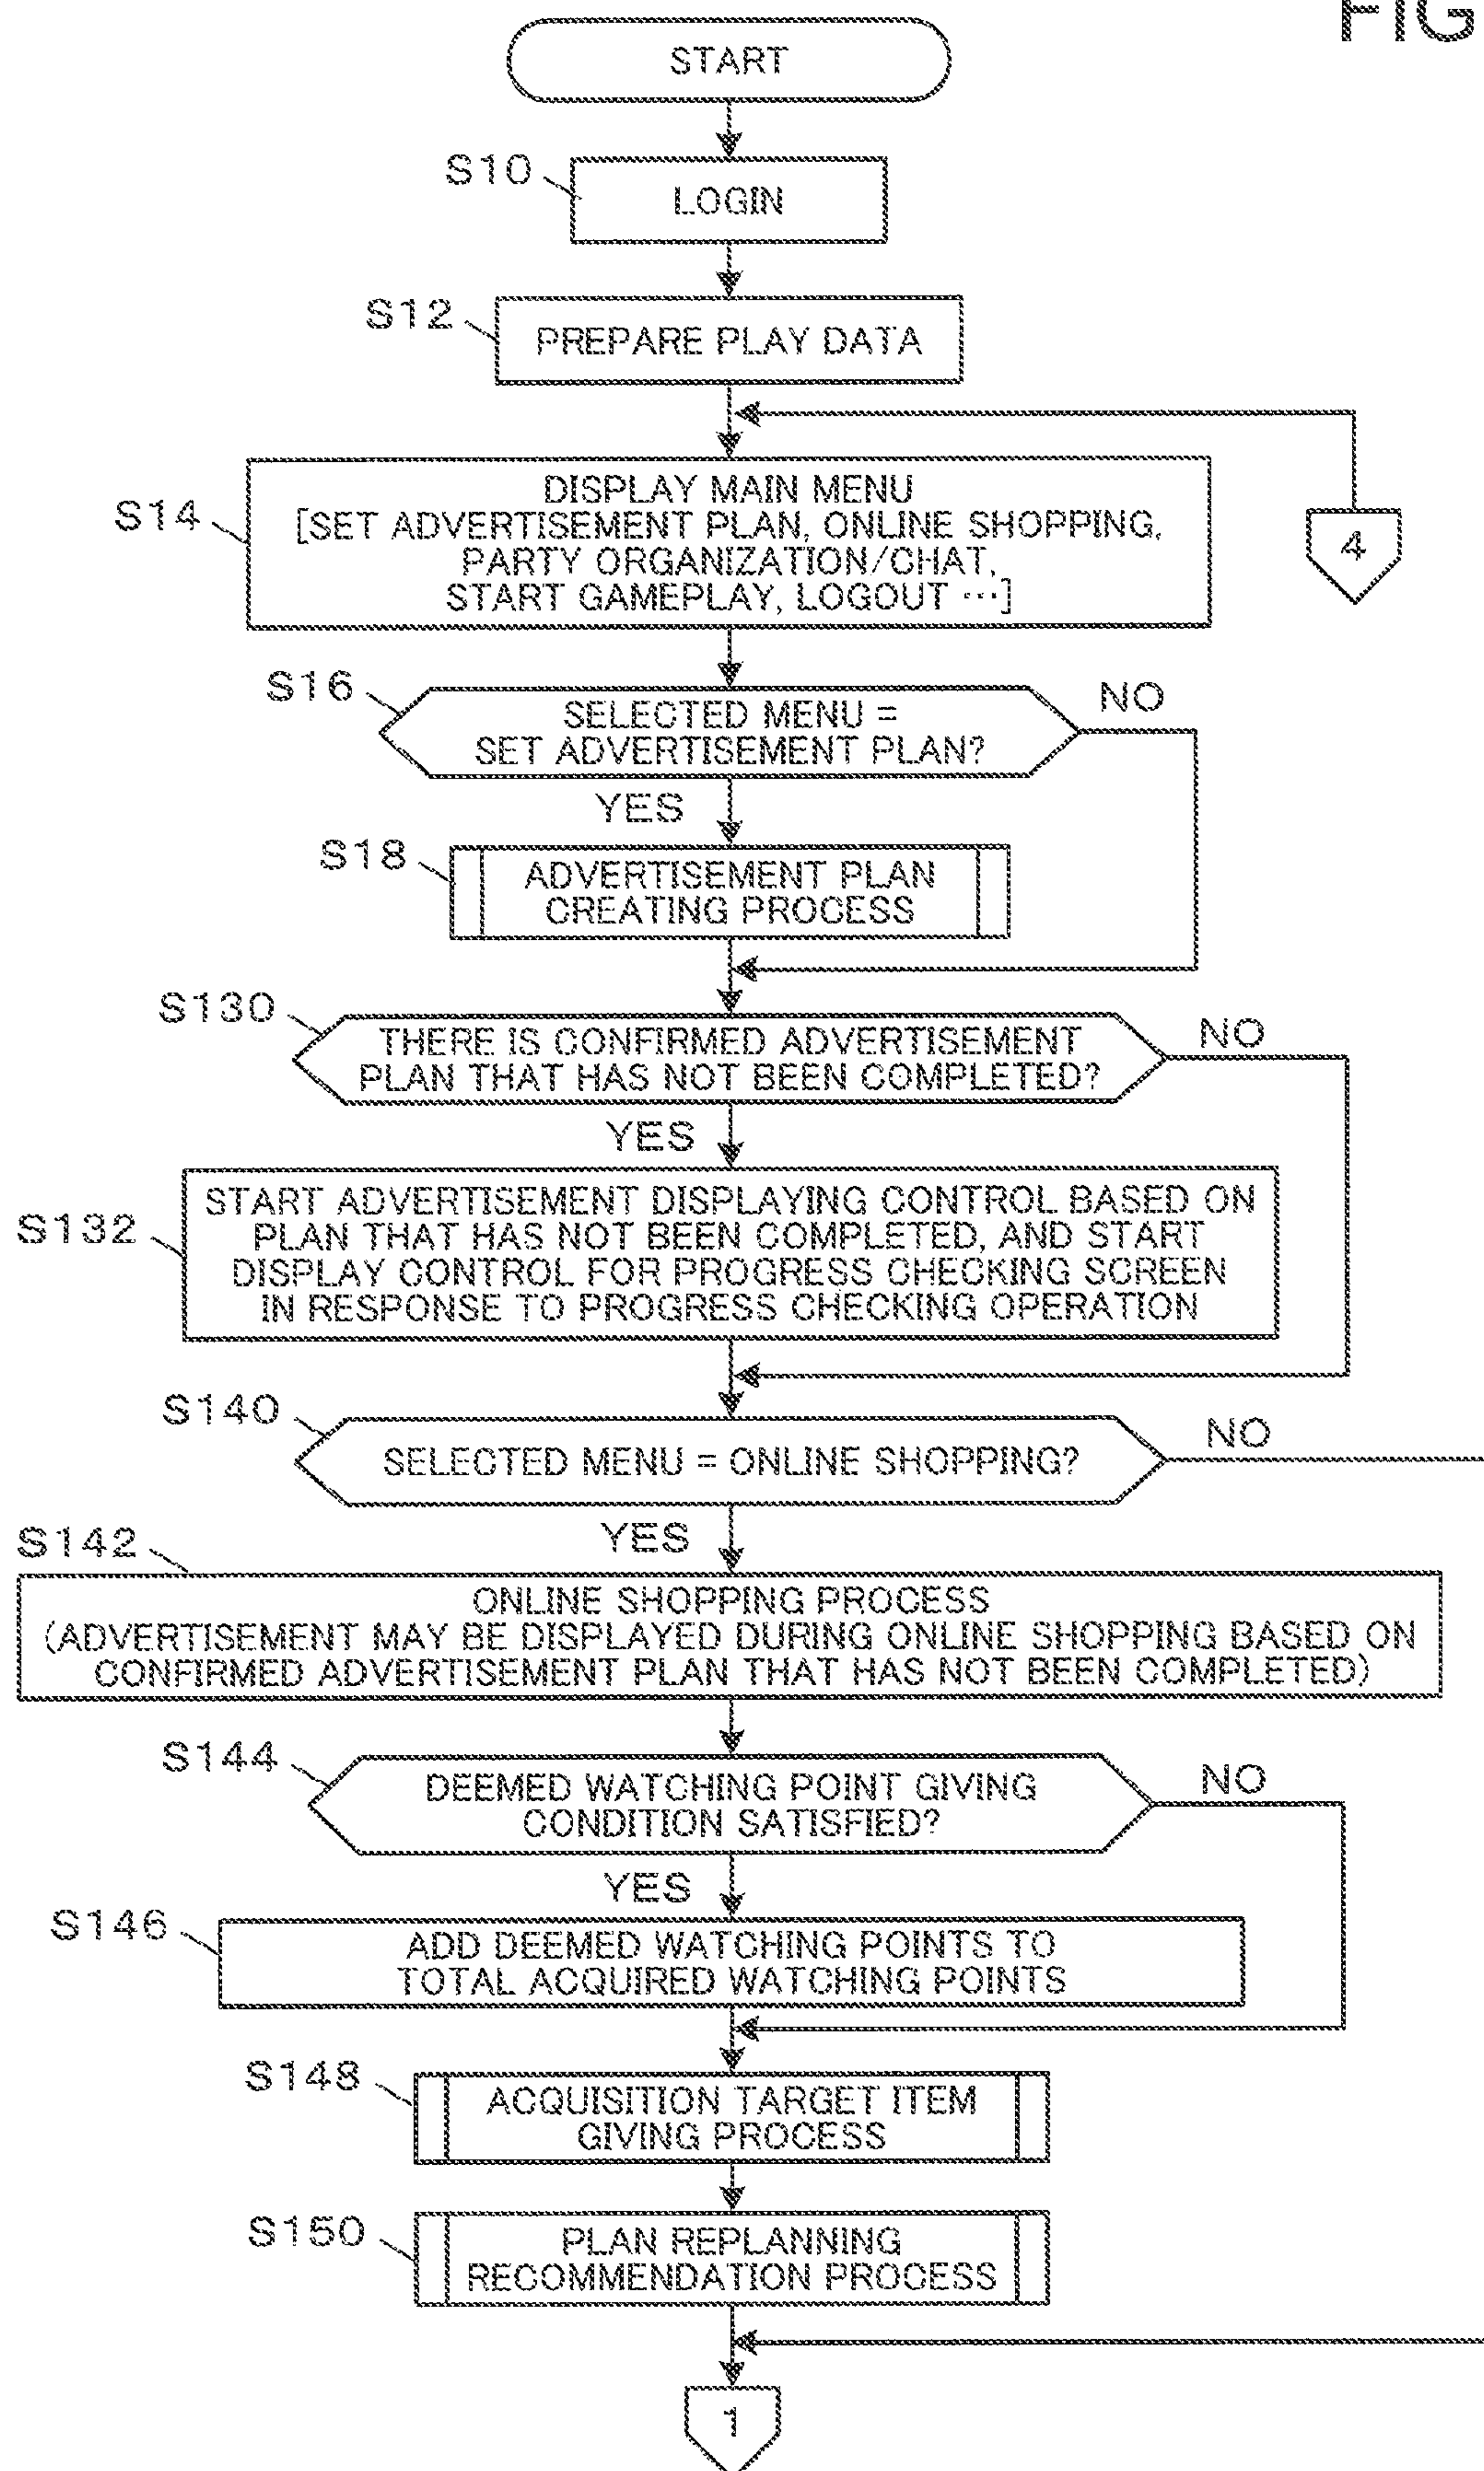 FIG
START
S10
LOGIN
S12
PREPARE PLAY DATA
S14
DISPLAY MAIN MENU
[SET ADVERTISEMENT PLAN, ONLINE SHOPPING,
PARTY ORGANIZATION/CHAT,
START GAMEPLAY, LOGOUT ···]
4
S16
SELECTED MENU =
SET ADVERTISEMENT PLAN?
NO
YES
S18
ADVERTISEMENT PLAN
CREATING PROCESS
S130
THERE IS CONFIRMED ADVERTISEMENT
PLAN THAT HAS NOT BEEN COMPLETED?
NO
YES
S132
START ADVERTISEMENT DISPLAYING CONTROL BASED ON
PLAN THAT HAS NOT BEEN COMPLETED, AND START
DISPLAY CONTROL FOR PROGRESS CHECKING SCREEN
IN RESPONSE TO PROGRESS CHECKING OPERATION
S140
SELECTED MENU = ONLINE SHOPPING?
NO
YES
S142
ONLINE SHOPPING PROCESS
(ADVERTISEMENT MAY BE DISPLAYED DURING ONLINE SHOPPING BASED ON
CONFIRMED ADVERTISEMENT PLAN THAT HAS NOT BEEN COMPLETED)
S144
DEEMED WATCHING POINT GIVING
CONDITION SATISFIED?
NO
YES
S146
ADD DEEMED WATCHING POINTS TO
TOTAL ACQUIRED WATCHING POINTS
S148
ACQUISITION TARGET ITEM
GIVING PROCESS
S150
PLAN REPLANNING
RECOMMENDATION PROCESS
1